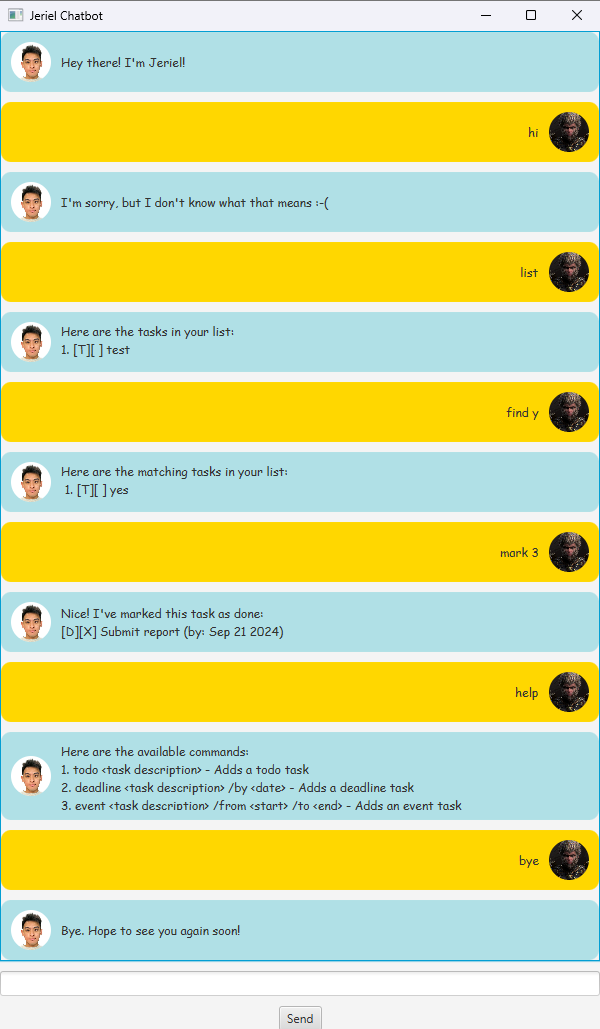 Jeriel Chatbot
Hey there! I'm Jeriel!
hi
I'm sorry, but I don't know what that means :-(
list
Here are the tasks in your list:
1. [T][ ] test
find y
Here are the matching tasks in your list:
1. [T][ ] yes
mark 3
Nice! I've marked this task as done:
[D][X] Submit report (by: Sep 21 2024)
help
Here are the available commands:
1. todo <task description> - Adds a todo task
2. deadline <task description> /by <date> - Adds a deadline task
3. event <task description> /from <start> /to <end> - Adds an event task
bye
Bye. Hope to see you again soon!
Send